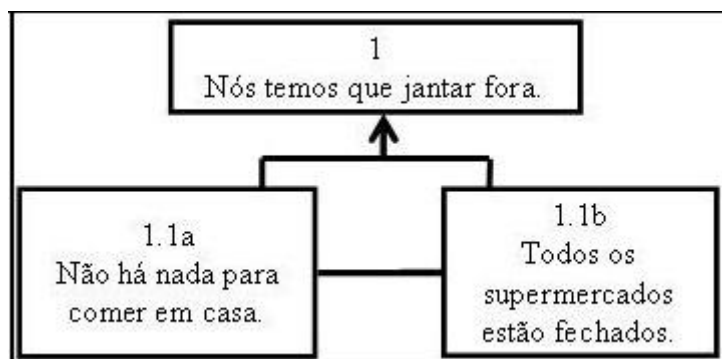 1
Nós temos que jantar fora.
1.1a
Não há nada para
comer em casa.
1.1b
Todos os
supermercados
estão fechados.